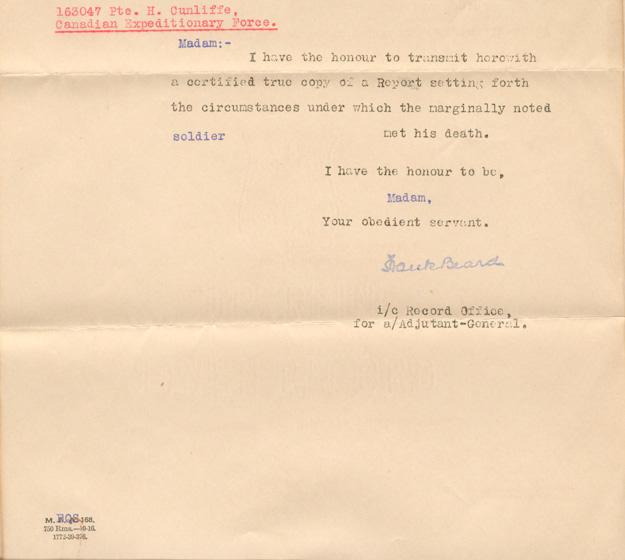 163047 Pte. H. Cunliffe,
Canadian Expeditionary Force.
Madam:-
I have the honour to transmit herewith
a certified true copy of a Report setting forth
the circumstances under which the marginally noted
soldier met his death.
I have the honour to be,
Madam,
Your obedient servant.
Frank Beard
i/c Record Office,
for a/Adjutant-General.